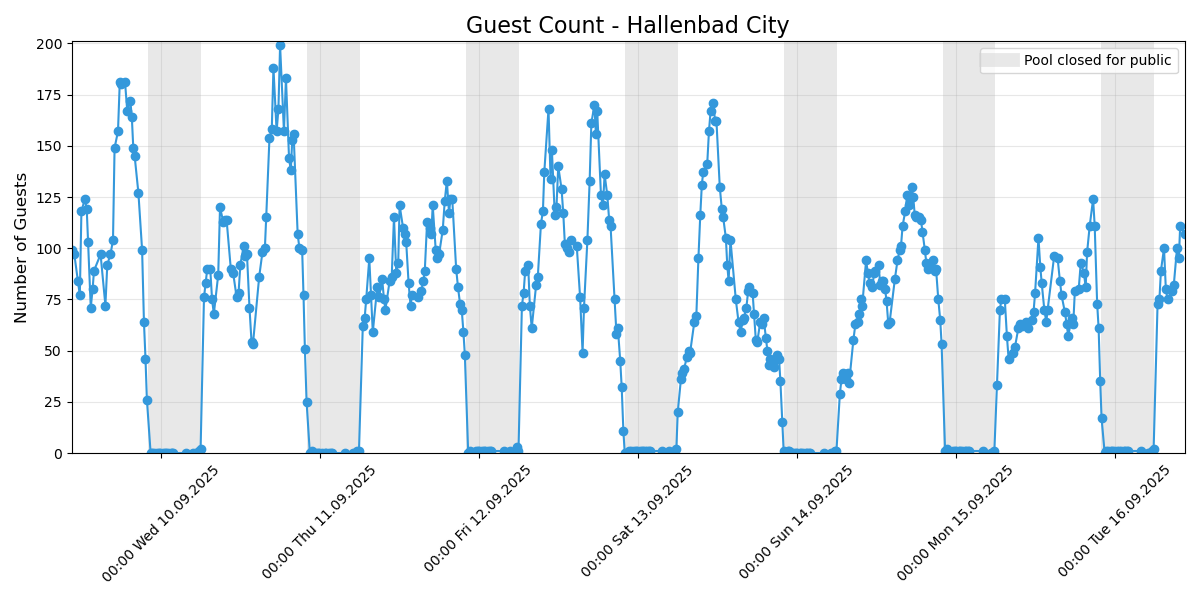 Guest Count - Hallenbad City
Pool closed for public
Number of Guests
200
175
150
125
100
75
50
25
0
00:00 Wed 10.09.2025
00:00 Thu 11.09.2025
00:00 Fri 12.09.2025
00:00 Sat 13.09.2025
00:00 Sun 14.09.2025
00:00 Mon 15.09.2025
00:00 Tue 16.09.2025